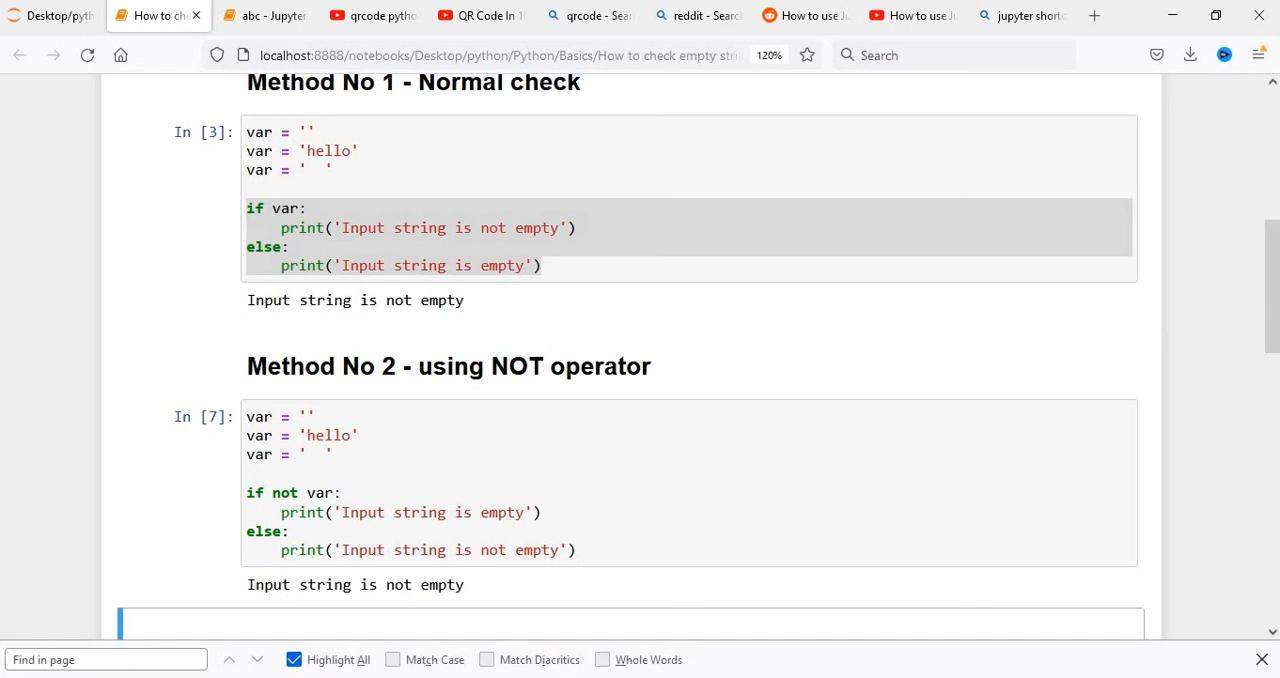 Desktop/pyth
How to che
abc - Jupyter
qrcode pytho
QR Code In 1
qrcode - Sear
reddit - Searc
How to use Ju
How to use Ju
jupyter shortc
localhost:8888/notebooks/Desktop/python/Python/Basics/How to check empty stri
120%
Search
Method No 1 - Normal check
In [3]:
var = ''
var = 'hello'
var = '  '
if var:
    print('Input string is not empty')
else:
    print('Input string is empty')
Input string is not empty
Method No 2 - using NOT operator
In [7]:
var = ''
var = 'hello'
var = '  '
if not var:
    print('Input string is empty')
else:
    print('Input string is not empty')
Input string is not empty
Find in page
Highlight All
Match Case
Match Diacritics
Whole Words